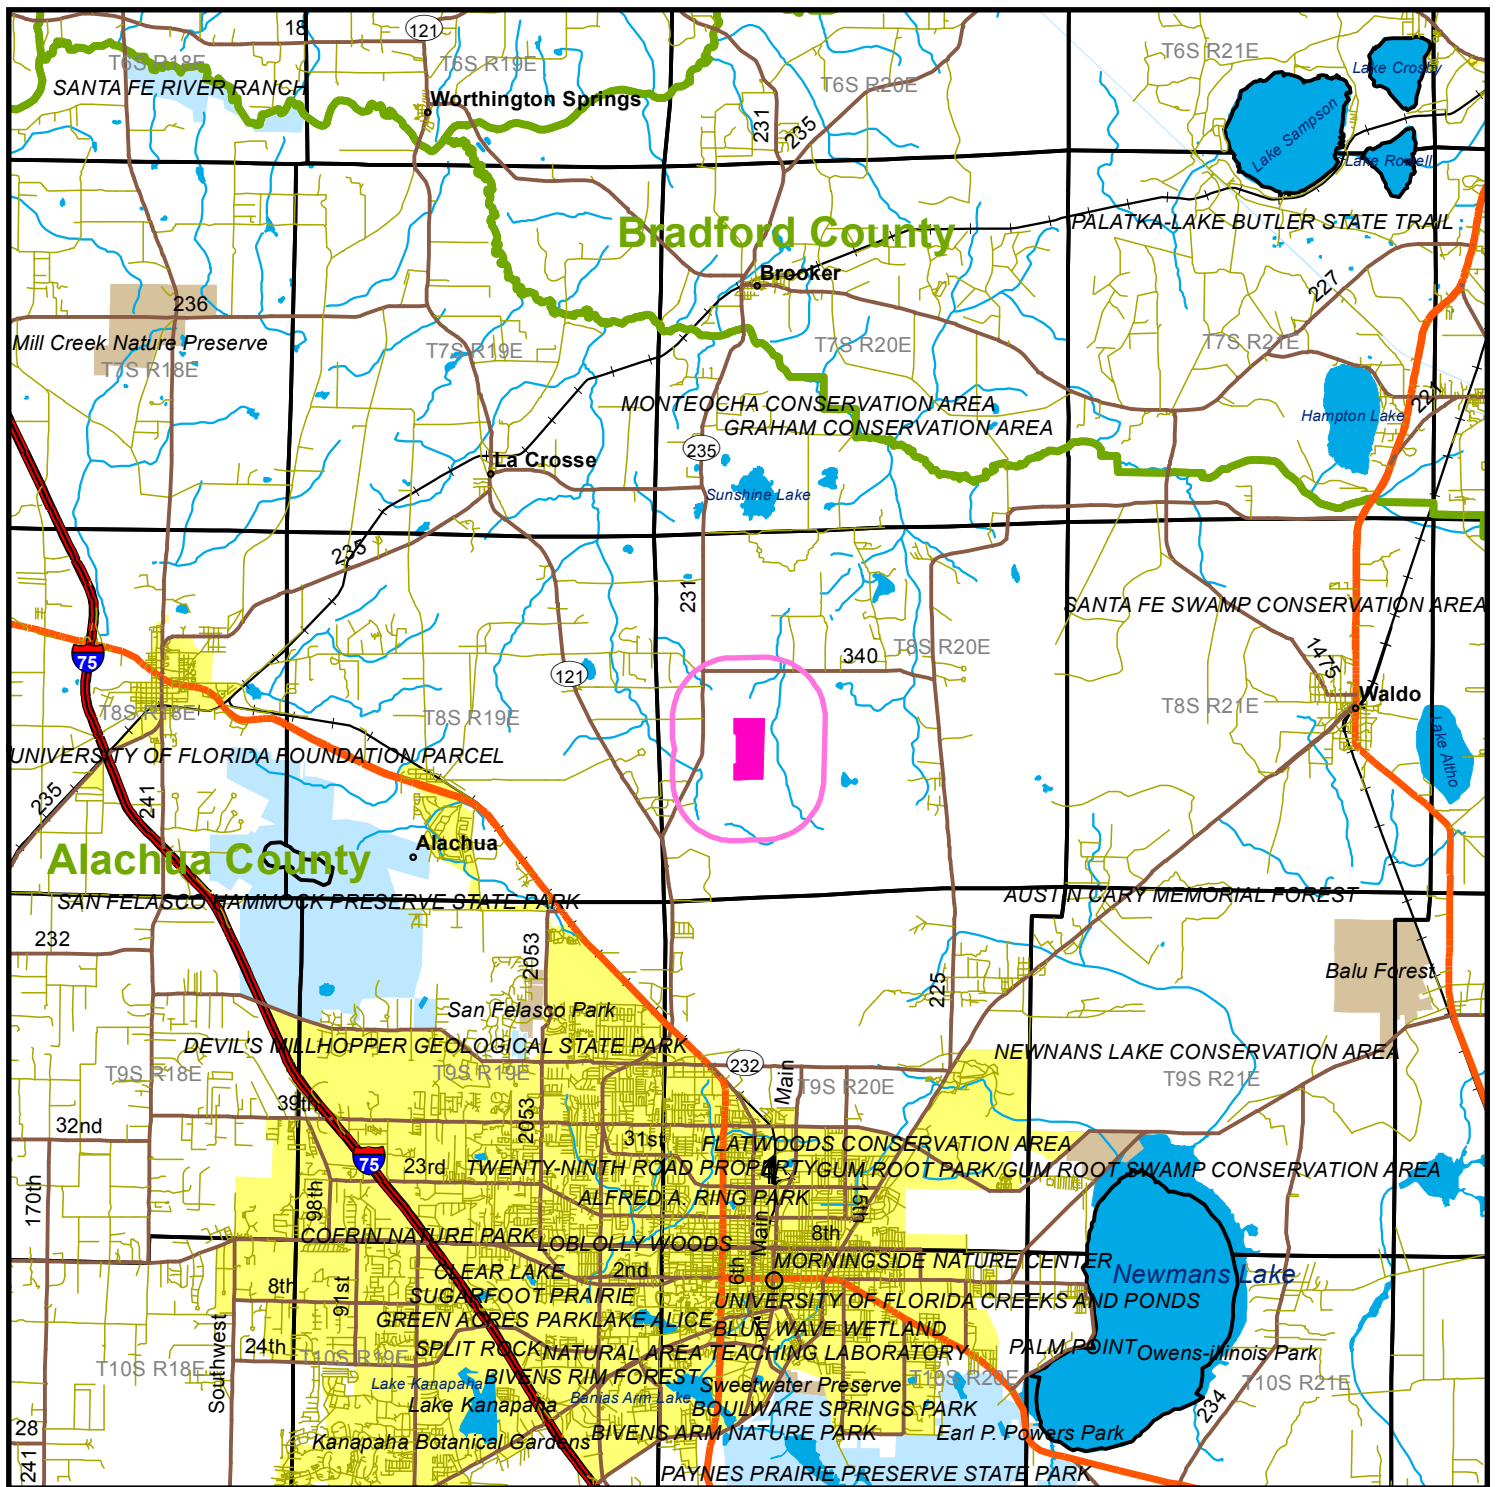 18
121
T6S R18E
T6S R19E
T6S R20E
T6S R21E
Lake Crosby
SANTA FE RIVER RANCH
Worthington Springs
231
235
Lake Sampson
Lake Rowell
PALATKA-LAKE BUTLER STATE TRAIL
Bradford County
Brooker
236
227
Mill Creek Nature Preserve
T7S R18E
T7S R19E
T7S R20E
T7S R21E
221
MONTEOCHA CONSERVATION AREA
GRAHAM CONSERVATION AREA
Hampton Lake
235
La Crosse
Sunshine Lake
235
231
SANTA FE SWAMP CONSERVATION AREA
75
121
340
T8S R20E
1475
Waldo
T8S R18E
T8S R19E
T8S R21E
UNIVERSITY OF FLORIDA FOUNDATION PARCEL
Lake Altho
235
241
Alachua
Alachua County
SAN FELASCO HAMMOCK PRESERVE STATE PARK
AUSTIN CARY MEMORIAL FOREST
232
2053
225
Balu Forest
San Felasco Park
DEVIL'S MILLHOPPER GEOLOGICAL STATE PARK
NEWNANS LAKE CONSERVATION AREA
232
Main
T9S R18E
T9S R19E
T9S R20E
T9S R21E
39th
2053
32nd
31st
FLATWOODS CONSERVATION AREA
75
23rd
TWENTY-NINTH ROAD PROPERTY
GUM ROOT PARK/GUM ROOT SWAMP CONSERVATION AREA
170th
98th
ALFRED A. RING PARK
15th
Main
8th
COFRIN NATURE PARK
LOBLOLLY WOODS
MORNINGSIDE NATURE CENTER
CLEAR LAKE
2nd
6th
Newmans Lake
8th
91st
SUGARFOOT PRAIRIE
UNIVERSITY OF FLORIDA CREEKS AND PONDS
GREEN ACRES PARK
LAKE ALICE
BLUE WAVE WETLAND
24th
Southwest
SPLIT ROCK
NATURAL AREA TEACHING LABORATORY
PALM POINT
Owens-illinois Park
T10S R18E
T10S R19E
T10S R20E
T10S R21E
BIVENS RIM FOREST
Sweetwater Preserve
Lake Kanapaha
Banjas Arm Lake
Lake Kanapaha
BOULWARE SPRINGS PARK
234
28
Kanapaha Botanical Gardens
BIVENS ARM NATURE PARK
Earl P. Powers Park
241
PAYNES PRAIRIE PRESERVE STATE PARK